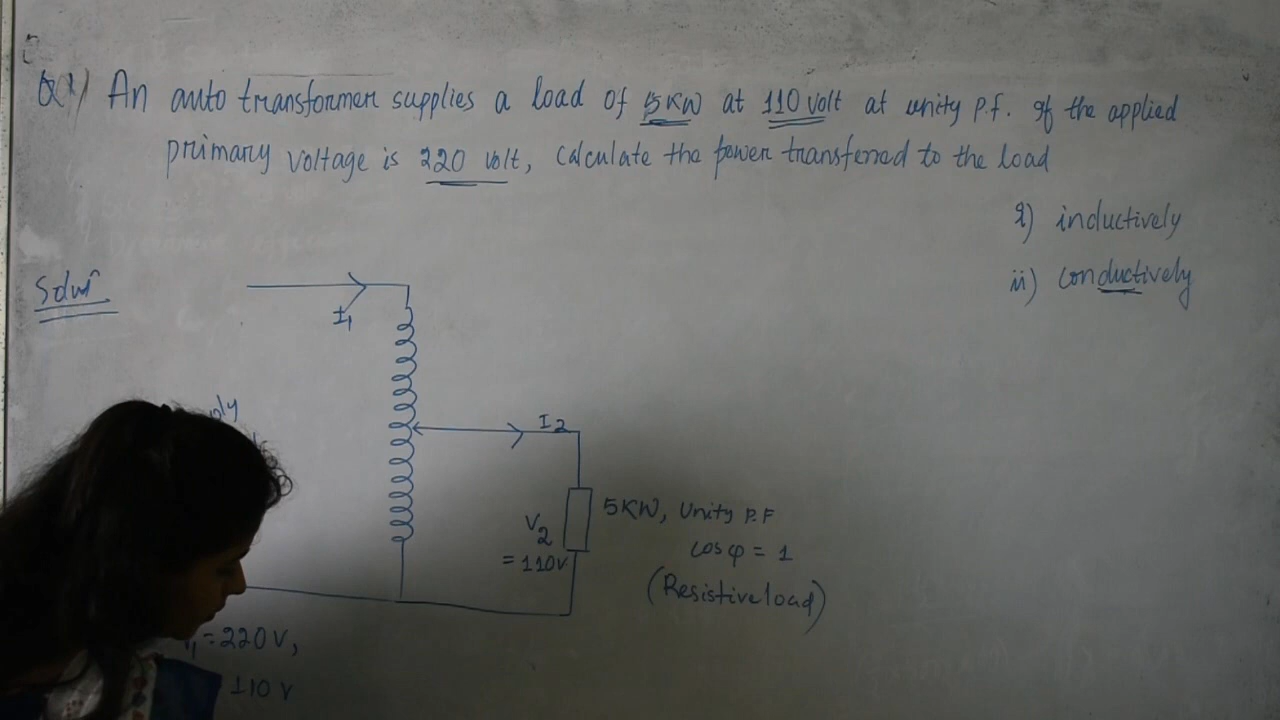 Q1) An auto transformer supplies a load of 5KW at 110 volt at unity p.f. If the applied
primary voltage is 220 volt, calculate the power transferred to the load
i) inductively
ii) conductively
Soluⁿ
I₁
I₂
5KW, Unity P.F
V₂
cos φ = 1
= 110V
(Resistive load)
= 220 V,
110 V